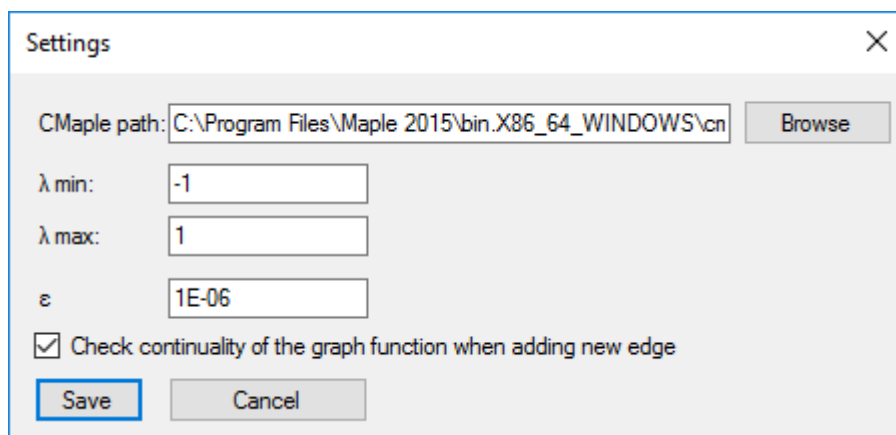 Settings
CMaple path: C:\Program Files\Maple 2015\bin.X86_64_WINDOWS\cm Browse
λ min: -1
λ max: 1
ε 1E-06
Check continuality of the graph function when adding new edge
Save Cancel